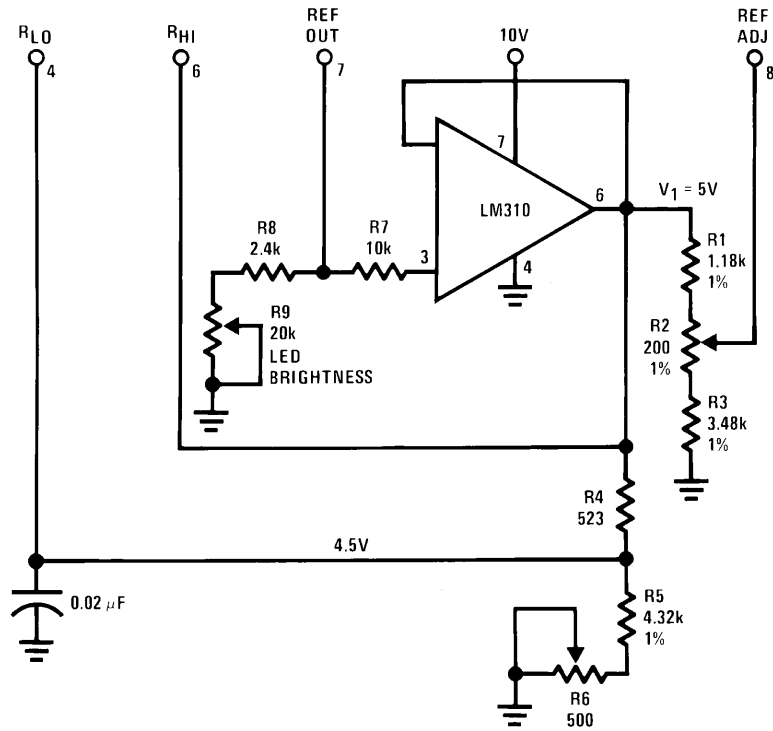 R LO
4
R HI
6
REF
OUT
7
10V
REF
ADJ
8
7
6
V1 = 5V
LM310
3
4
R8
2.4k
R7
10k
R9
20k
LED
BRIGHTNESS
R1
1.18k
1%
R2
200
1%
R3
3.48k
1%
R4
523
4.5V
0.02 μF
R5
4.32k
1%
R6
500